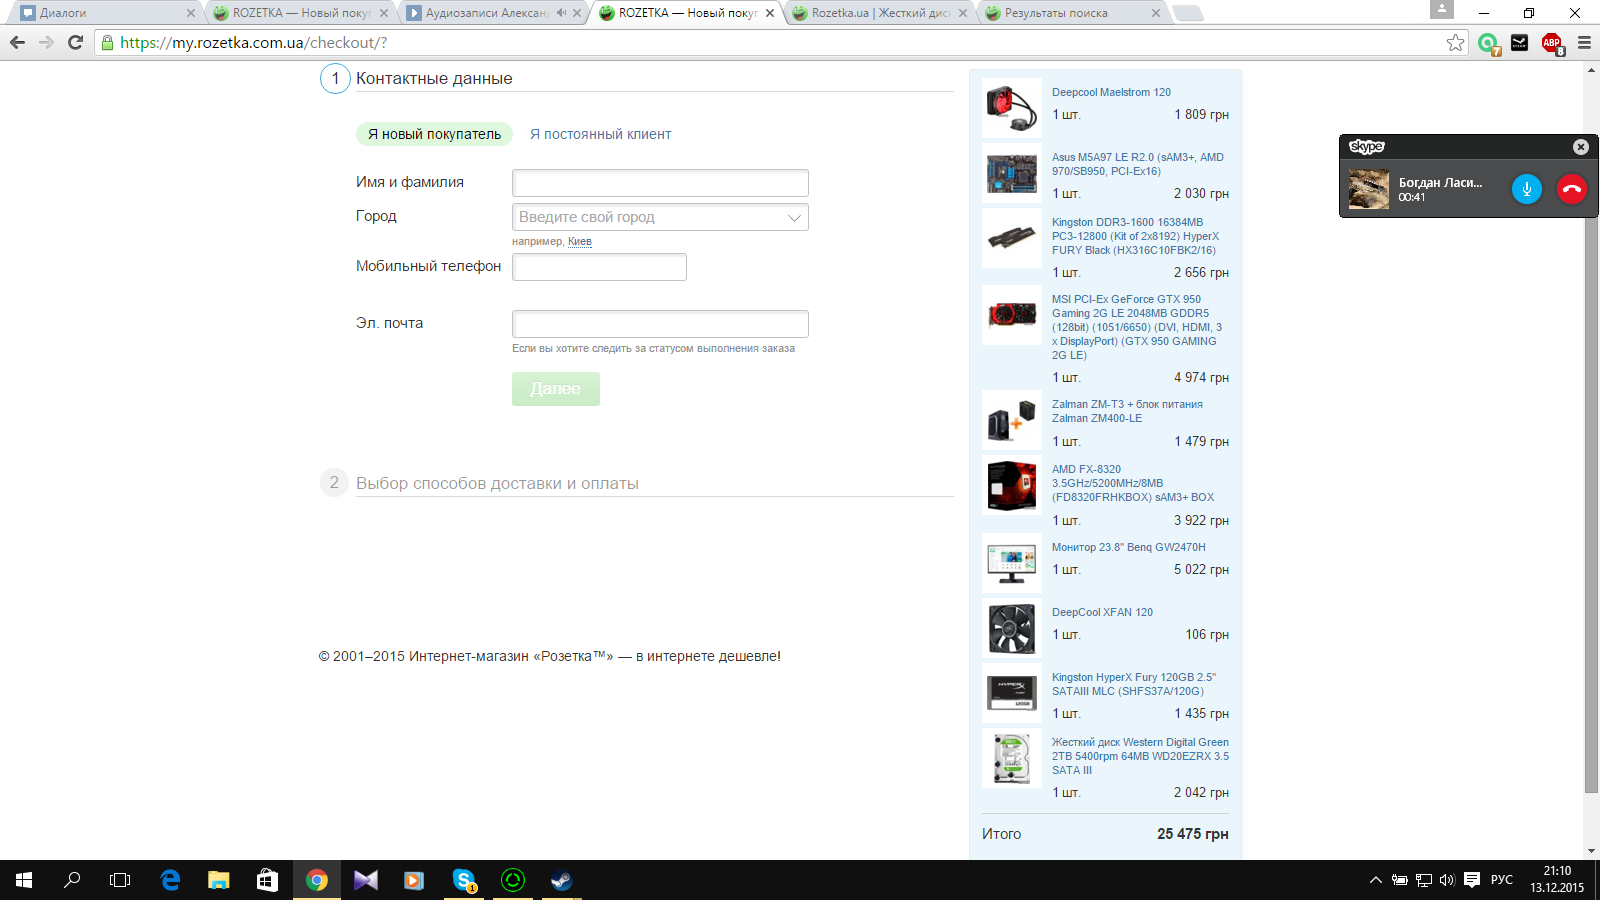 Диалоги
ROZETKA — Новый покуп
Аудиозаписи Александ
ROZETKA — Новый покуп
Rozetka.ua | Жесткий дис
Результаты поиска
https://my.rozetka.com.ua/checkout/?
1 Контактные данные
Я новый покупатель Я постоянный клиент
Имя и фамилия
Город Введите свой город
например, Киев
Мобильный телефон
Эл. почта
Если вы хотите следить за статусом выполнения заказа
Далее
2 Выбор способов доставки и оплаты
© 2001–2015 Интернет-магазин «Розетка™» — в интернете дешевле!
Deepcool Maelstrom 120
1 шт. 1 809 грн
Asus M5A97 LE R2.0 (sAM3+, AMD
970/SB950, PCI-Ex16)
1 шт. 2 030 грн
Kingston DDR3-1600 16384MB
PC3-12800 (Kit of 2x8192) HyperX
FURY Black (HX316C10FBK2/16)
1 шт. 2 656 грн
MSI PCI-Ex GeForce GTX 950
Gaming 2G LE 2048MB GDDR5
(128bit) (1051/6650) (DVI, HDMI, 3
x DisplayPort) (GTX 950 GAMING
2G LE)
1 шт. 4 974 грн
Zalman ZM-T3 + блок питания
Zalman ZM400-LE
1 шт. 1 479 грн
AMD FX-8320
3.5GHz/5200MHz/8MB
(FD8320FRHKBOX) sAM3+ BOX
1 шт. 3 922 грн
Монитор 23.8" Benq GW2470H
1 шт. 5 022 грн
DeepCool XFAN 120
1 шт. 106 грн
Kingston HyperX Fury 120GB 2.5"
SATAIII MLC (SHFS37A/120G)
1 шт. 1 435 грн
Жесткий диск Western Digital Green
2TB 5400rpm 64MB WD20EZRX 3.5
SATA III
1 шт. 2 042 грн
Итого 25 475 грн
skype
Богдан Ласи...
00:41
ABP
РУС
21:10
13.12.2015